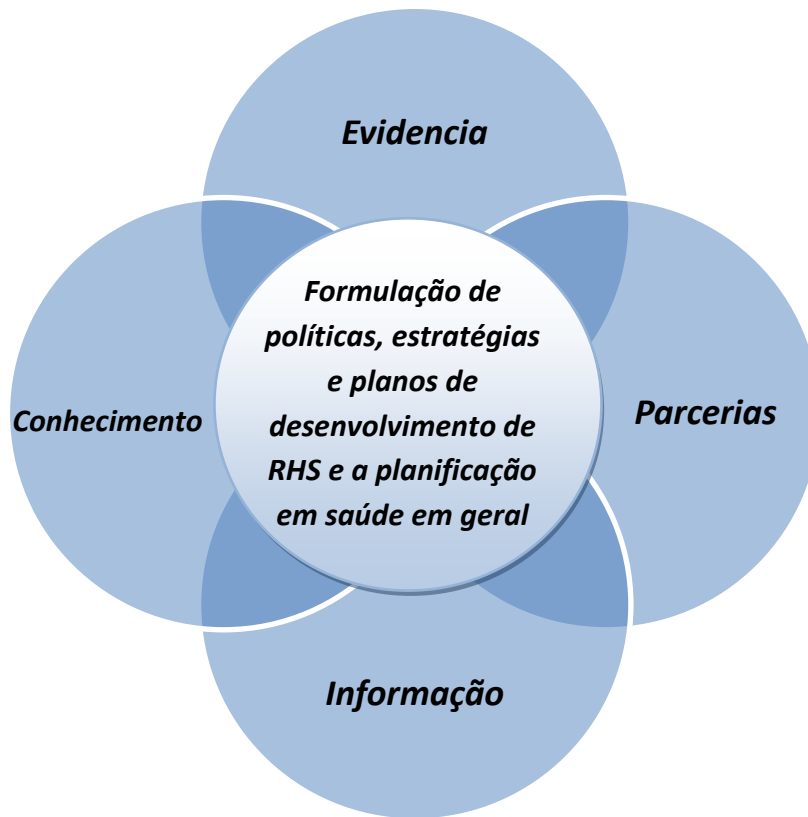 Evidencia
Formulação de
políticas, estratégias
e planos de
desenvolvimento de
RHS e a planificação
em saúde em geral
Conhecimento
Parcerias
Informação